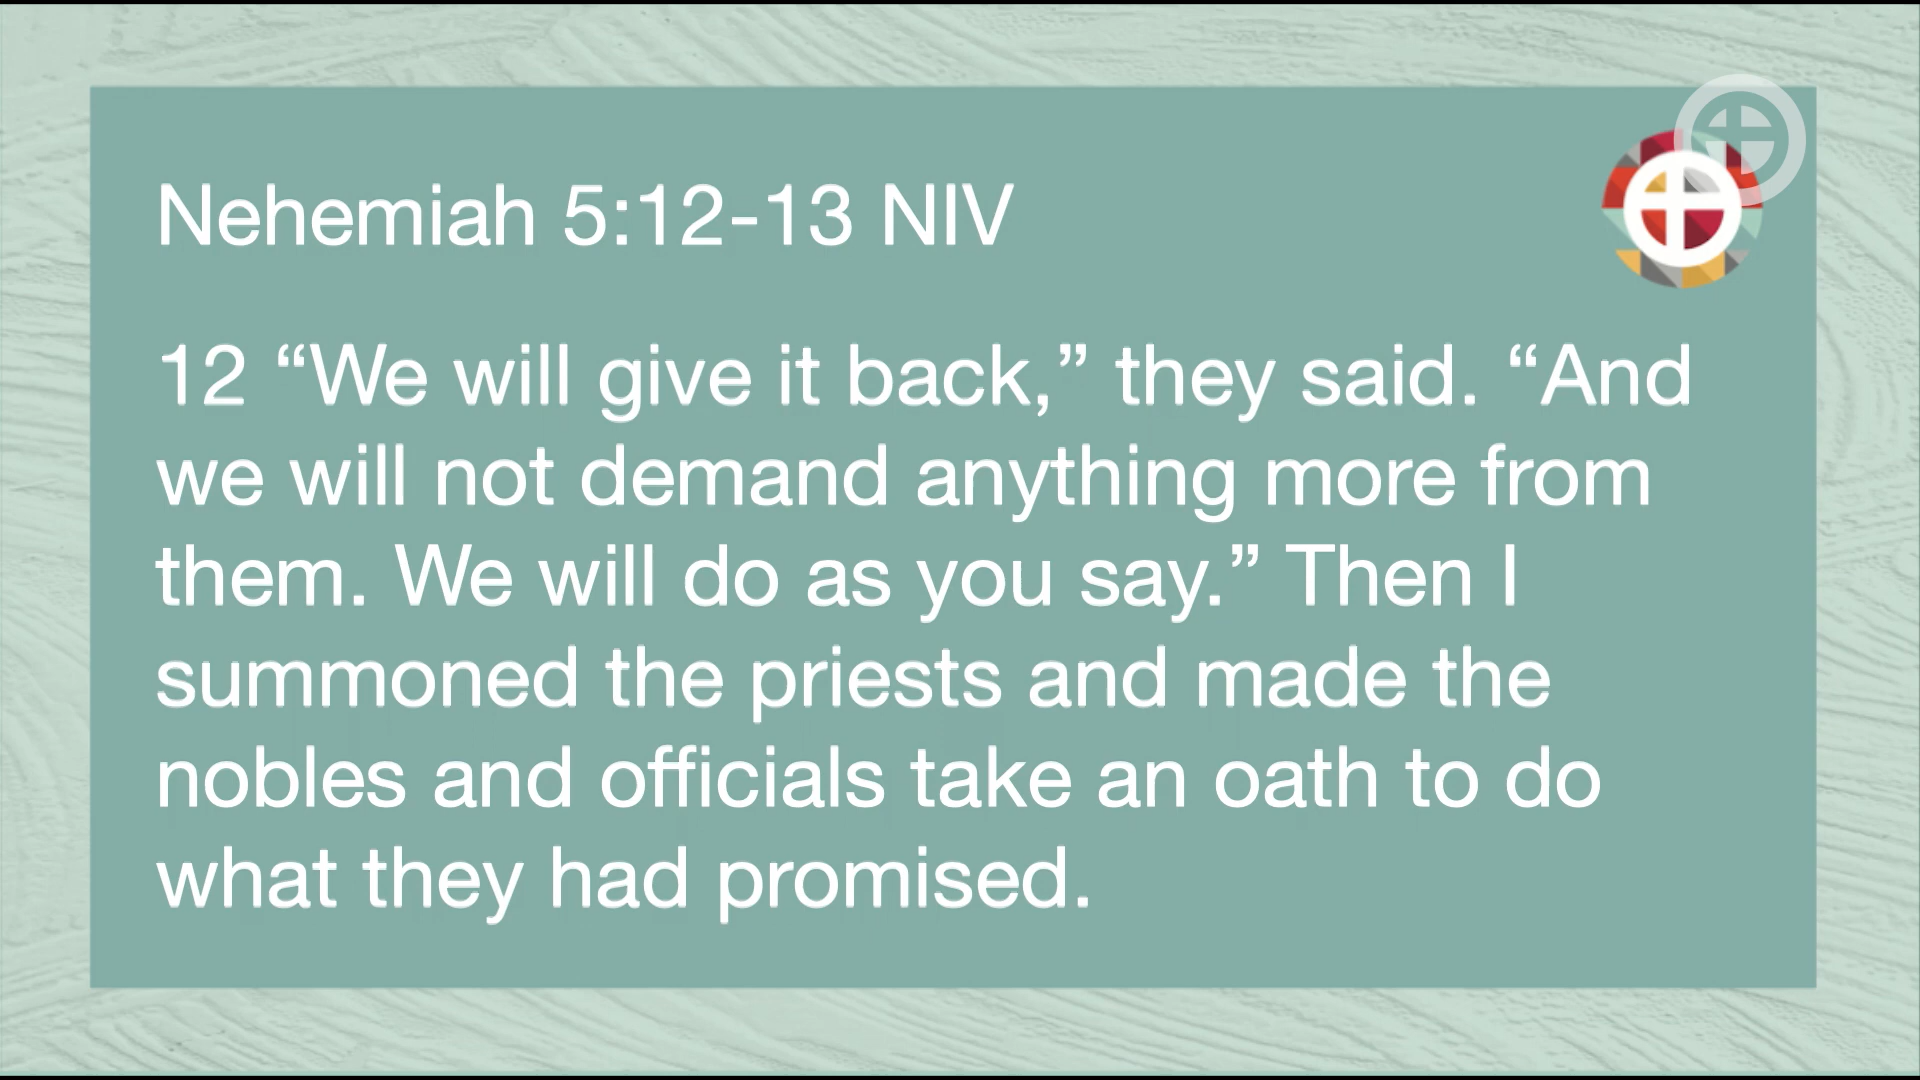 Nehemiah 5:12-13 NIV
12 “We will give it back,” they said. “And
we will not demand anything more from
them. We will do as you say.” Then I
summoned the priests and made the
nobles and officials take an oath to do
what they had promised.